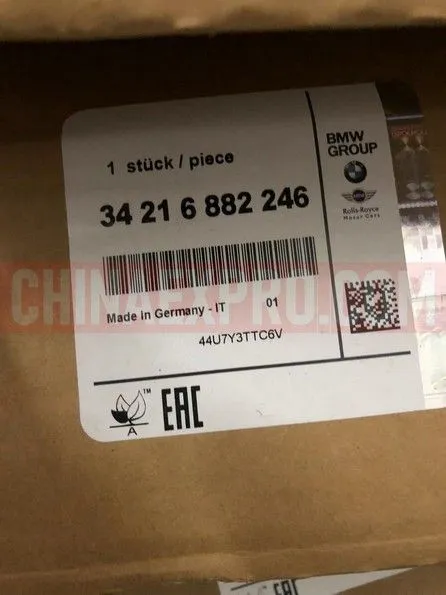 1 stück / piece
34 21 6 882 246
BMW
GROUP
Rolls-Royce
Motor Cars
CHINAEXPRO.COM
Made in Germany - IT 01
44U7Y3TTC6V
™
A
EAC
EAC